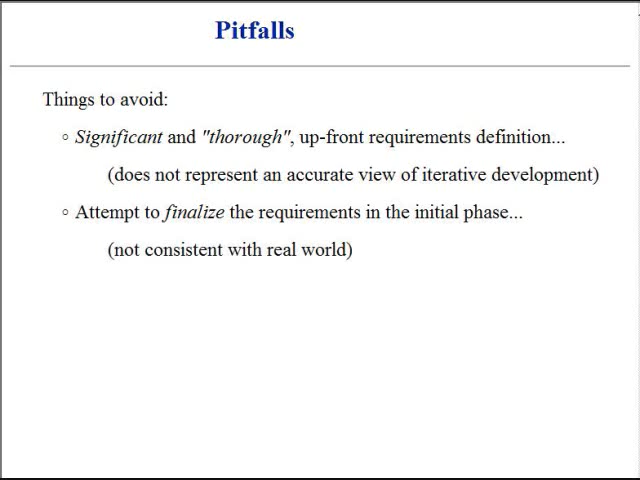 Pitfalls
Things to avoid:
○ Significant and "thorough", up-front requirements definition...
(does not represent an accurate view of iterative development)
○ Attempt to finalize the requirements in the initial phase...
(not consistent with real world)